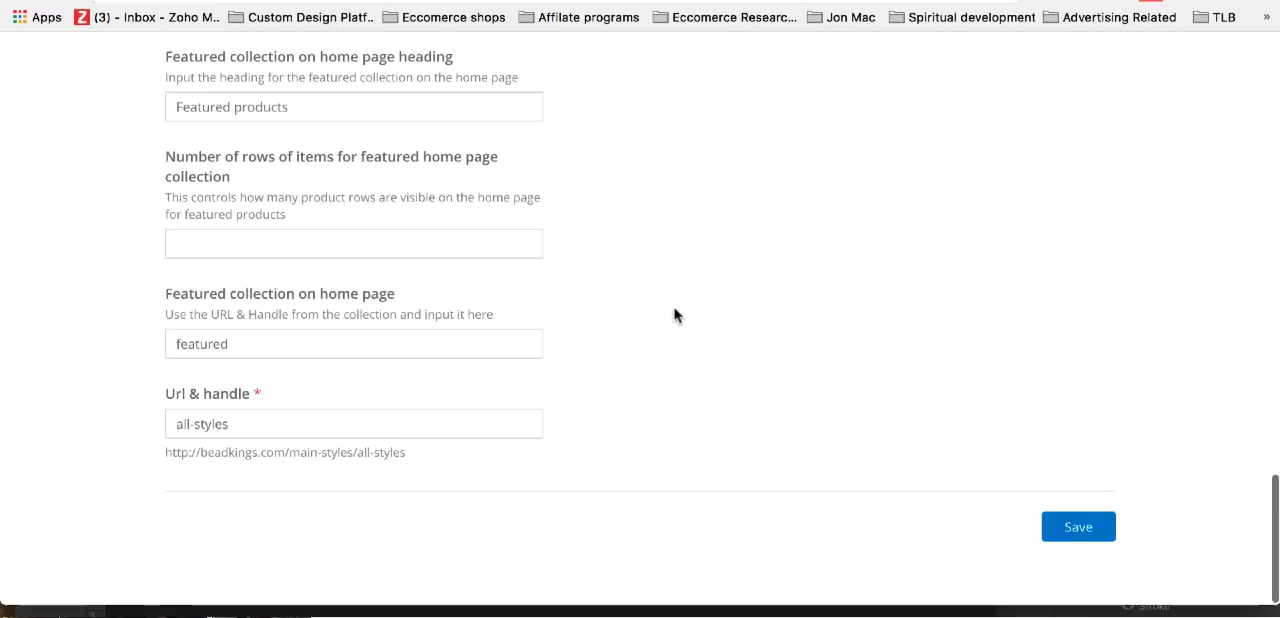 Apps (3) - Inbox - Zoho M.. Custom Design Platf.. Eccomerce shops Affilate programs Eccomerce Researc... Jon Mac Spiritual development Advertising Related TLB »
Featured collection on home page heading
Input the heading for the featured collection on the home page
Featured products
Number of rows of items for featured home page
collection
This controls how many product rows are visible on the home page
for featured products
Featured collection on home page
Use the URL & Handle from the collection and input it here
featured
Url & handle *
all-styles
http://beadkings.com/main-styles/all-styles
Save
Stroke